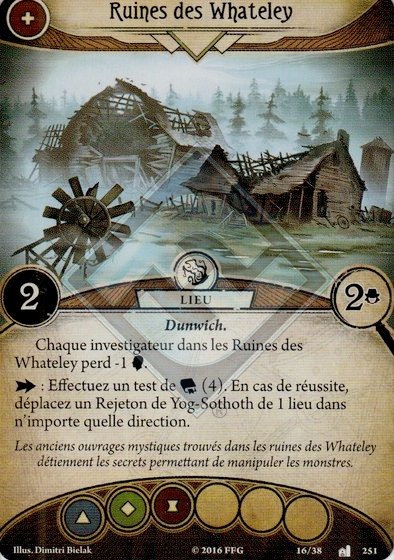 Ruines des Whateley
2
LIEU
2
Dunwich.
Chaque investigateur dans les Ruines des
Whateley perd -1 .
: Effectuez un test de (4). En cas de réussite,
déplacez un Rejeton de Yog-Sothoth de 1 lieu dans
n'importe quelle direction.
Les anciens ouvrages mystiques trouvés dans les ruines des Whateley
détiennent les secrets permettant de manipuler les monstres.
Illus. Dimitri Bielak © 2016 FFG 16/38 251